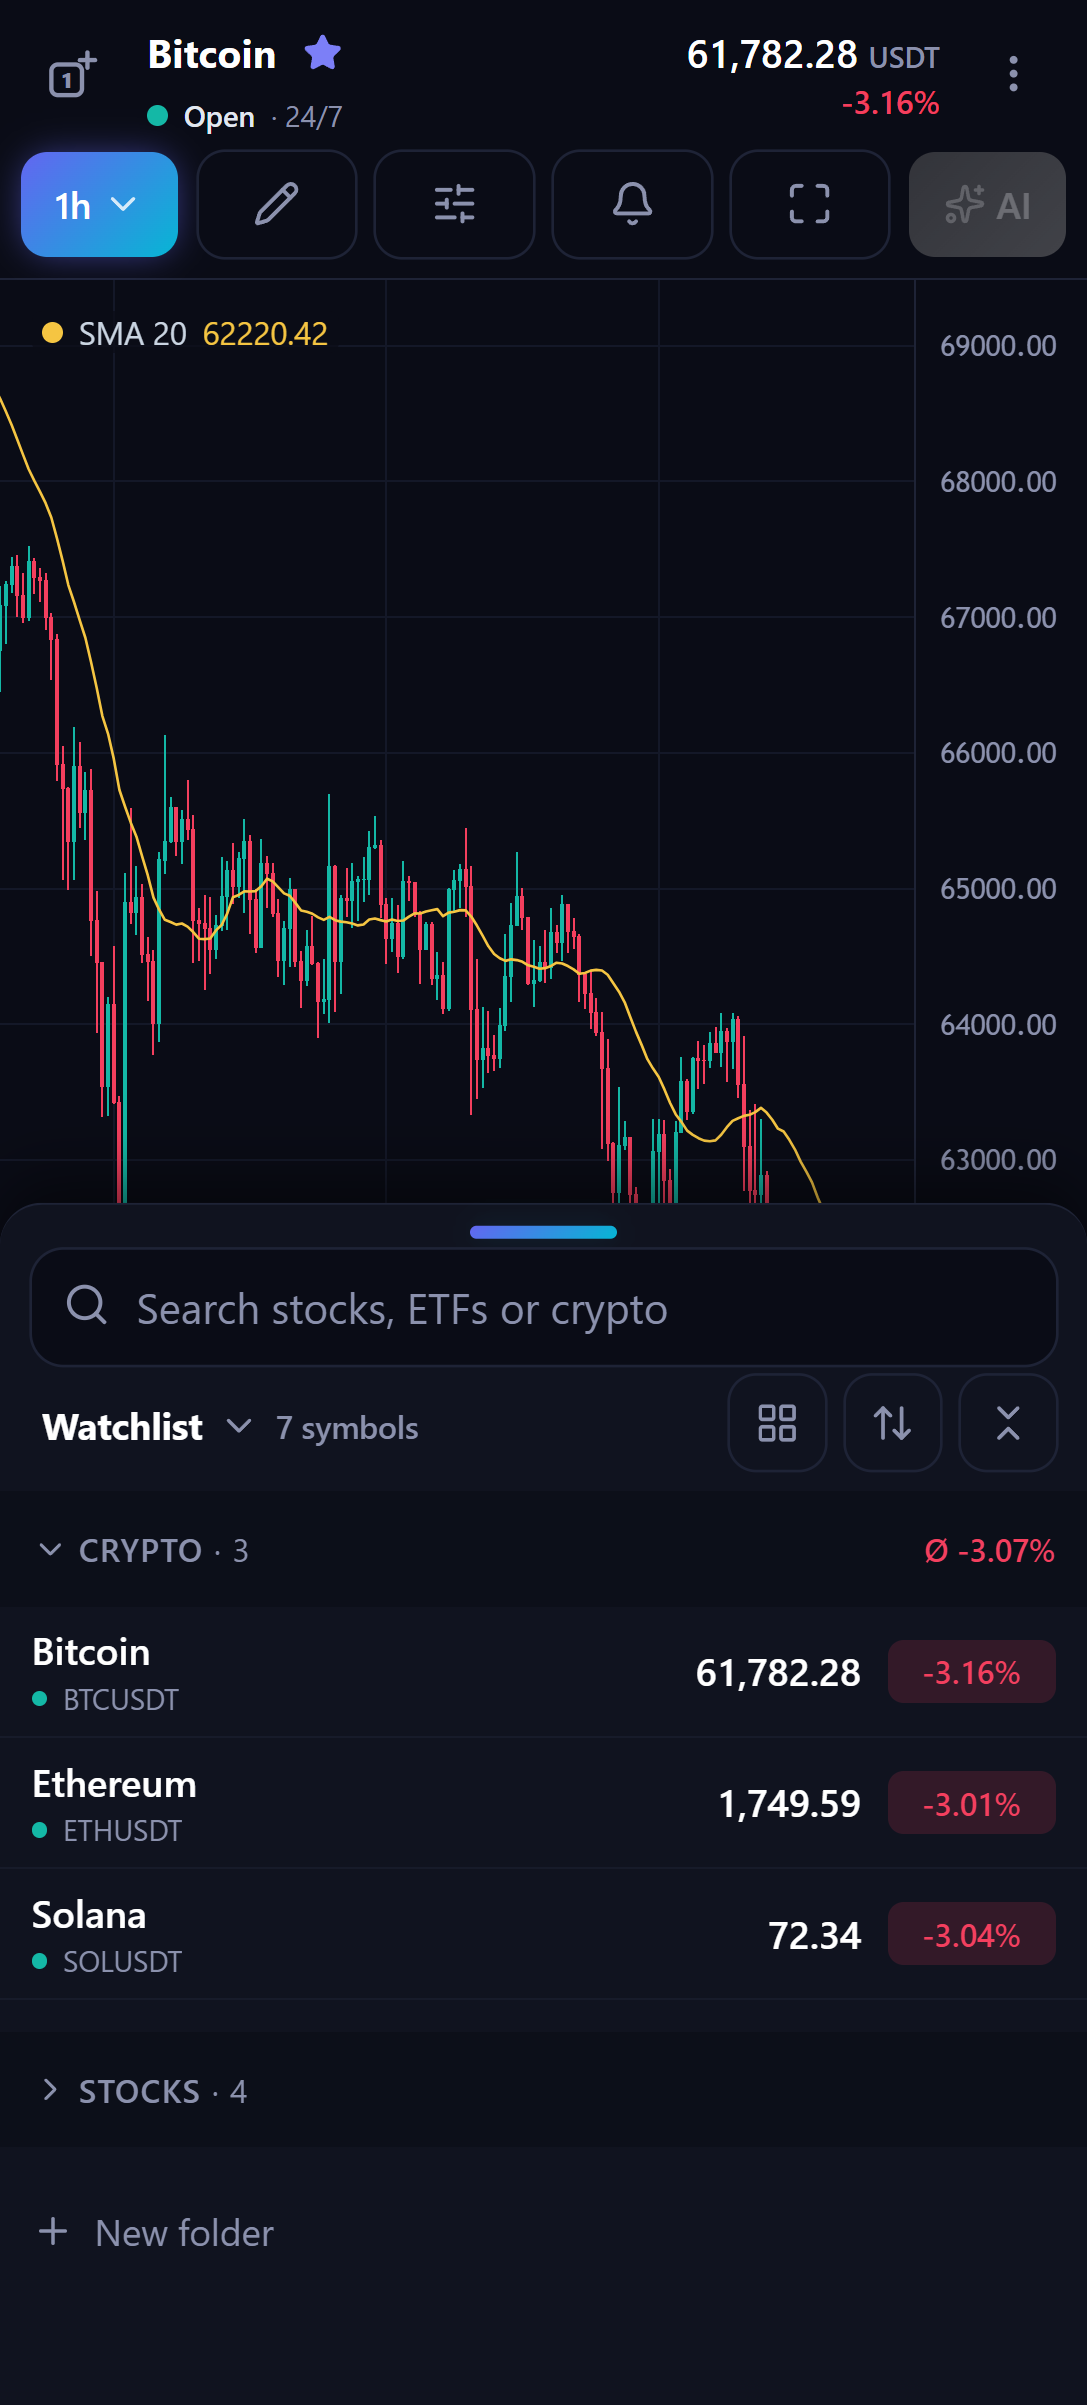 1
Bitcoin
61,782.28 USDT
Open · 24/7
-3.16%
1h
AI
SMA 20 62220.42
69000.00
68000.00
67000.00
66000.00
65000.00
64000.00
63000.00
Search stocks, ETFs or crypto
Watchlist 7 symbols
CRYPTO · 3
Ø -3.07%
Bitcoin
BTCUSDT
61,782.28
-3.16%
Ethereum
ETHUSDT
1,749.59
-3.01%
Solana
SOLUSDT
72.34
-3.04%
STOCKS · 4
New folder